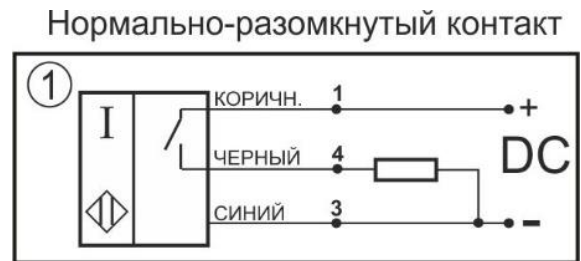 Нормально-разомкнутый контакт
1
I
КОРИЧН. 1 +
ЧЕРНЫЙ 4 DC
СИНИЙ 3 -